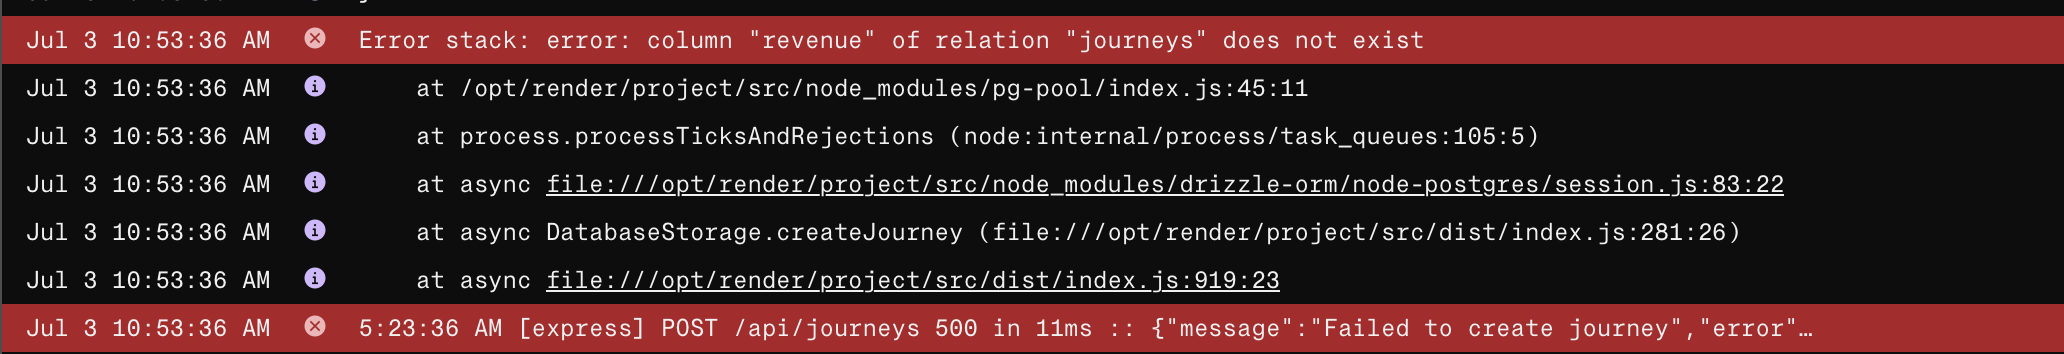 Jul 3 10:53:36 AM Error stack: error: column "revenue" of relation "journeys" does not exist
Jul 3 10:53:36 AM at /opt/render/project/src/node_modules/pg-pool/index.js:45:11
Jul 3 10:53:36 AM at process.processTicksAndRejections (node:internal/process/task_queues:105:5)
Jul 3 10:53:36 AM at async file:///opt/render/project/src/node_modules/drizzle-orm/node-postgres/session.js:83:22
Jul 3 10:53:36 AM at async DatabaseStorage.createJourney (file:///opt/render/project/src/dist/index.js:281:26)
Jul 3 10:53:36 AM at async file:///opt/render/project/src/dist/index.js:919:23
Jul 3 10:53:36 AM 5:23:36 AM [express] POST /api/journeys 500 in 11ms :: {"message":"Failed to create journey","error"…